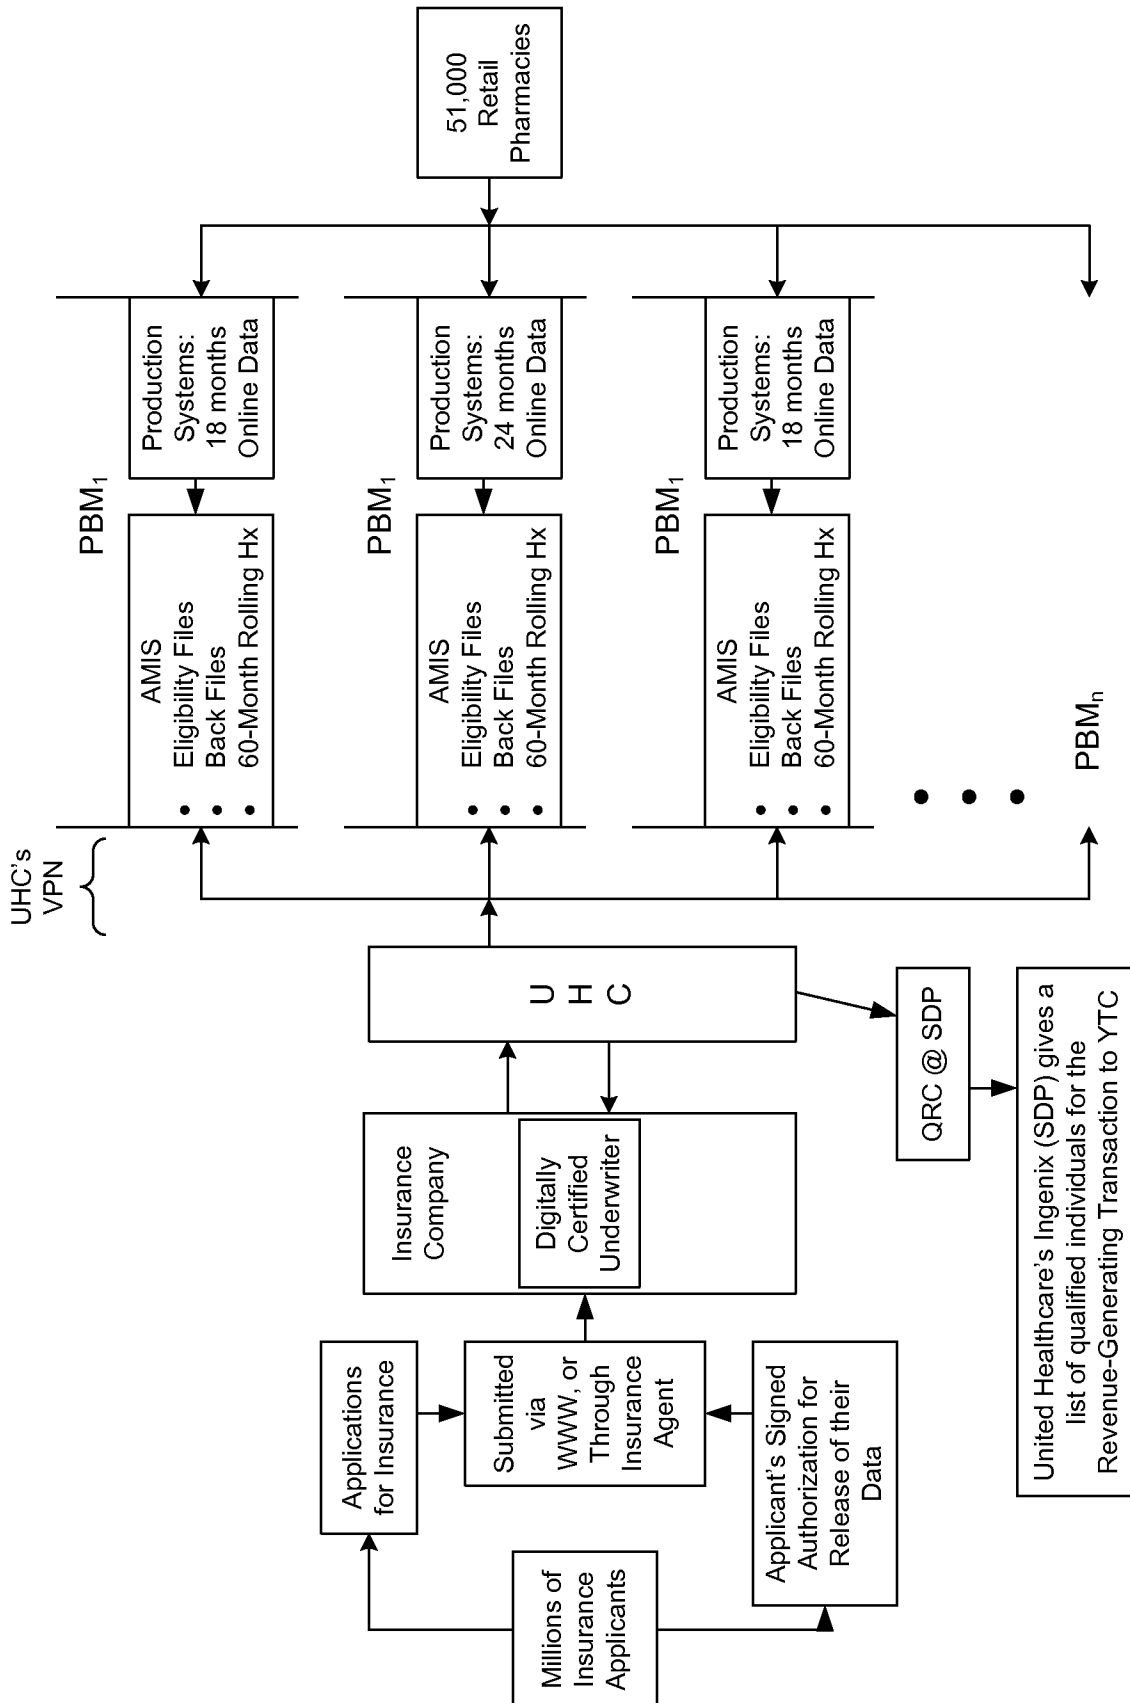 Millions of
Insurance
Applicants
Applications
for Insurance
Submitted
via
WWW, or
Through
Insurance
Agent
Applicant's Signed
Authorization for
Release of their
Data
Insurance
Company
Digitally
Certified
Underwriter
U
H
C
QRC @ SDP
United Healthcare's Ingenix (SDP) gives a
list of qualified individuals for the
Revenue-Generating Transaction to YTC
UHC's
VPN
PBM1
AMIS
• Eligibility Files
• Back Files
• 60-Month Rolling Hx
Production
Systems:
18 months
Online Data
PBM1
AMIS
• Eligibility Files
• Back Files
• 60-Month Rolling Hx
Production
Systems:
24 months
Online Data
PBM1
AMIS
• Eligibility Files
• Back Files
• 60-Month Rolling Hx
Production
Systems:
18 months
Online Data
PBMn
51,000
Retail
Pharmacies